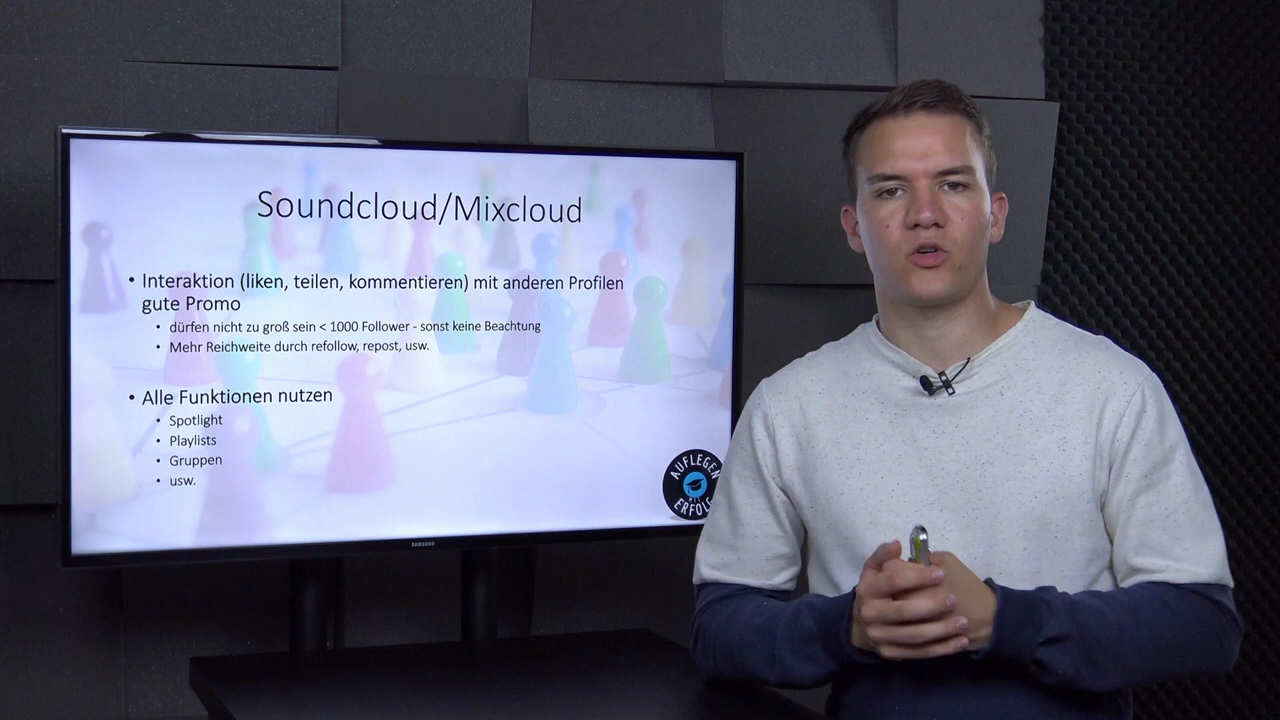 Soundcloud/Mixcloud
• Interaktion (liken, teilen, kommentieren) mit anderen Profilen
gute Promo
• dürfen nicht zu groß sein < 1000 Follower - sonst keine Beachtung
• Mehr Reichweite durch refollow, repost, usw.
• Alle Funktionen nutzen
• Spotlight
• Playlists
• Gruppen
• usw.
AUFLEGEN
MIT
ERFOLG
SAMSUNG